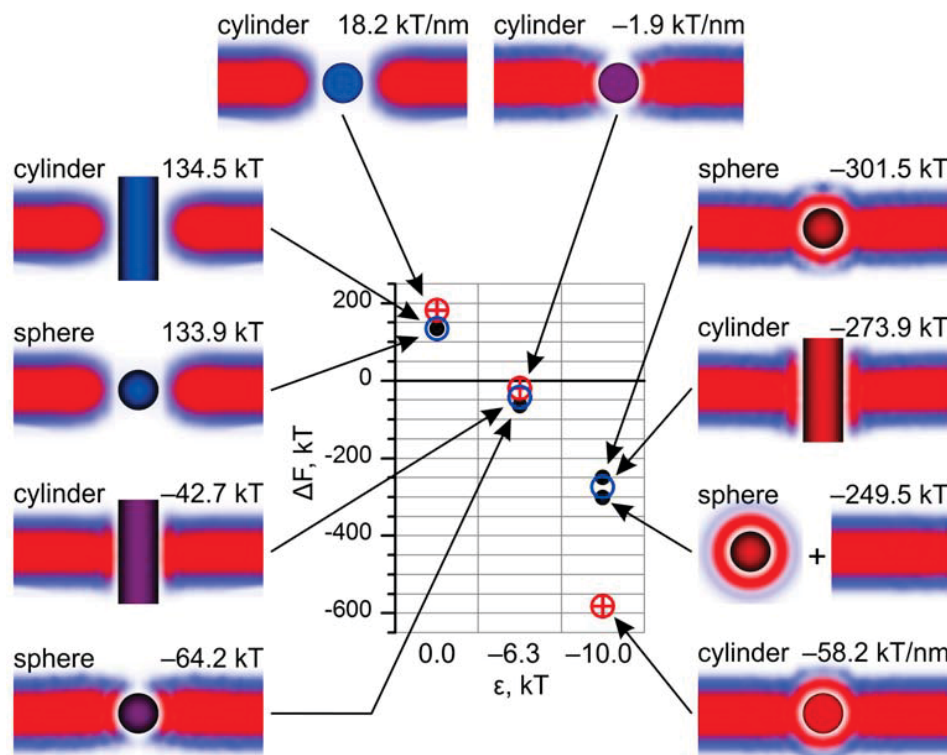 cylinder 18.2 kT/nm
cylinder –1.9 kT/nm
cylinder 134.5 kT
sphere –301.5 kT
sphere 133.9 kT
cylinder –273.9 kT
cylinder –42.7 kT
sphere –249.5 kT
+
sphere –64.2 kT
cylinder –58.2 kT/nm
ΔF, kT
200
0
-200
-400
-600
0.0 –6.3 –10.0
ε, kT